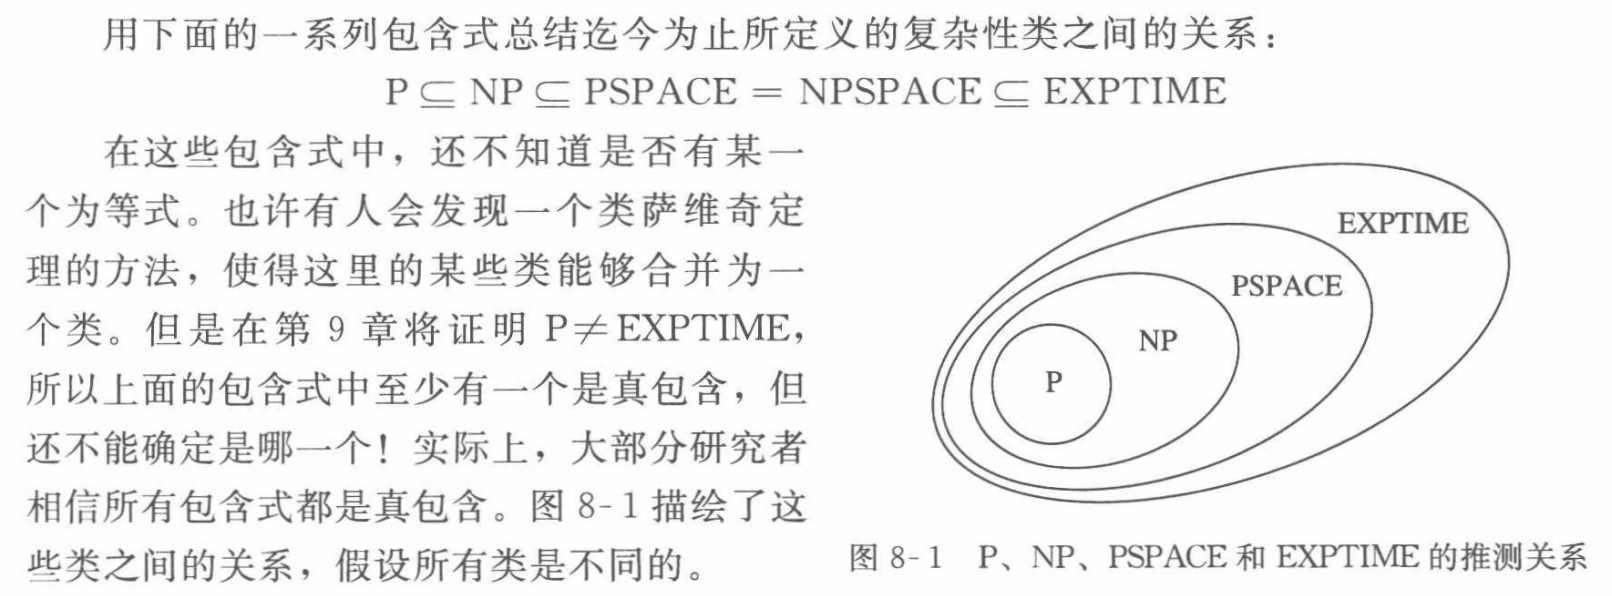 用下面的一系列包含式总结迄今为止所定义的复杂性类之间的关系：
P ⊆ NP ⊆ PSPACE = NPSPACE ⊆ EXPTIME
在这些包含式中，还不知道是否有某一
个为等式。也许有人会发现一个类萨维奇定
理的方法，使得这里的某些类能够合并为一
个类。但是在第 9 章将证明 P≠EXPTIME，
所以上面的包含式中至少有一个是真包含，但
还不能确定是哪一个！实际上，大部分研究者
相信所有包含式都是真包含。图 8-1 描绘了这
些类之间的关系，假设所有类是不同的。
EXPTIME
PSPACE
NP
P
图 8-1 P、NP、PSPACE 和 EXPTIME 的推测关系